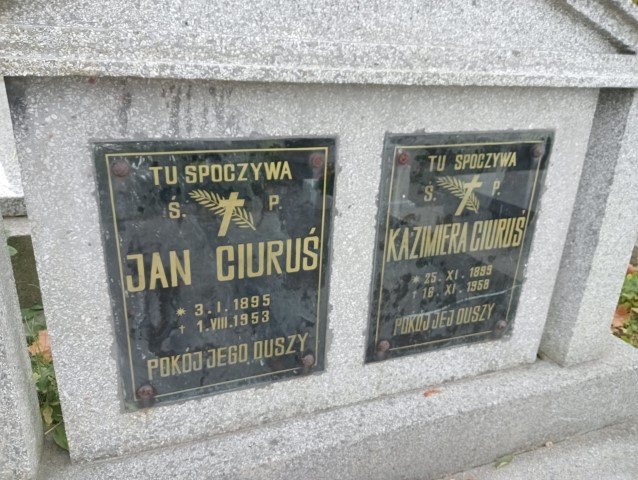 TU SPOCZYWA
Ś. P.
JAN CIURUŚ
* 3. I. 1895
† 1. VIII. 1953
POKÓJ JEGO DUSZY
TU SPOCZYWA
Ś. P.
KAZIMIERA CIURUŚ
* 25. XI. 1899
† 16. XI. 1958
POKÓJ JEJ DUSZY